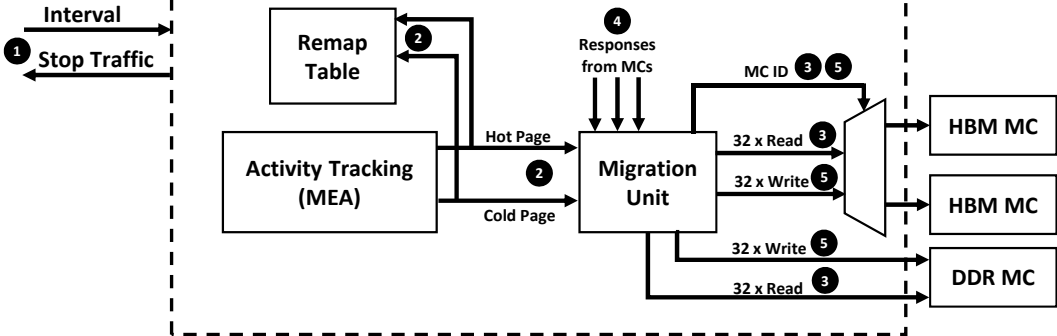 Interval
1
Stop Traffic
Remap
Table
2
4
Responses
from MCs
MC ID 3 5
HBM MC
Hot Page
32 x Read 3
Activity Tracking
(MEA)
2
Migration
Unit
32 x Write 5
HBM MC
Cold Page
32 x Write 5
DDR MC
32 x Read 3